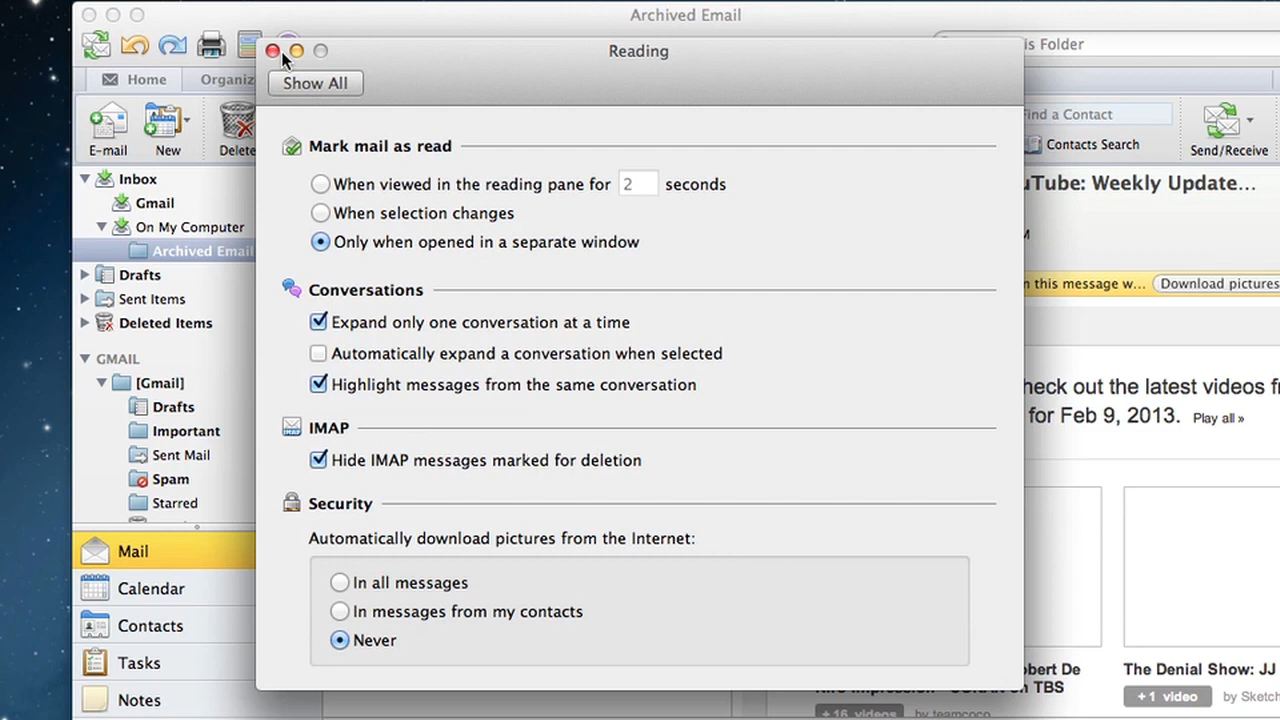 Archived Email
is Folder
Reading
Show All
Home
Organiz
E-mail
New
Delete
Find a Contact
Contacts Search
Send/Receive
Inbox
Gmail
On My Computer
Archived Email
Drafts
Sent Items
Deleted Items
GMAIL
[Gmail]
Drafts
Important
Sent Mail
Spam
Starred
Mail
Calendar
Contacts
Tasks
Notes
Mark mail as read
When viewed in the reading pane for 2 seconds
When selection changes
Only when opened in a separate window
Conversations
Expand only one conversation at a time
Automatically expand a conversation when selected
Highlight messages from the same conversation
IMAP
IMAP
Hide IMAP messages marked for deletion
Security
Automatically download pictures from the Internet:
In all messages
In messages from my contacts
Never
uTube: Weekly Update...
M
n this message w... Download pictures
heck out the latest videos fr
for Feb 9, 2013. Play all »
obert De
on TBS
+16 videos by teamcoco
The Denial Show: JJ
+1 video by Sketch